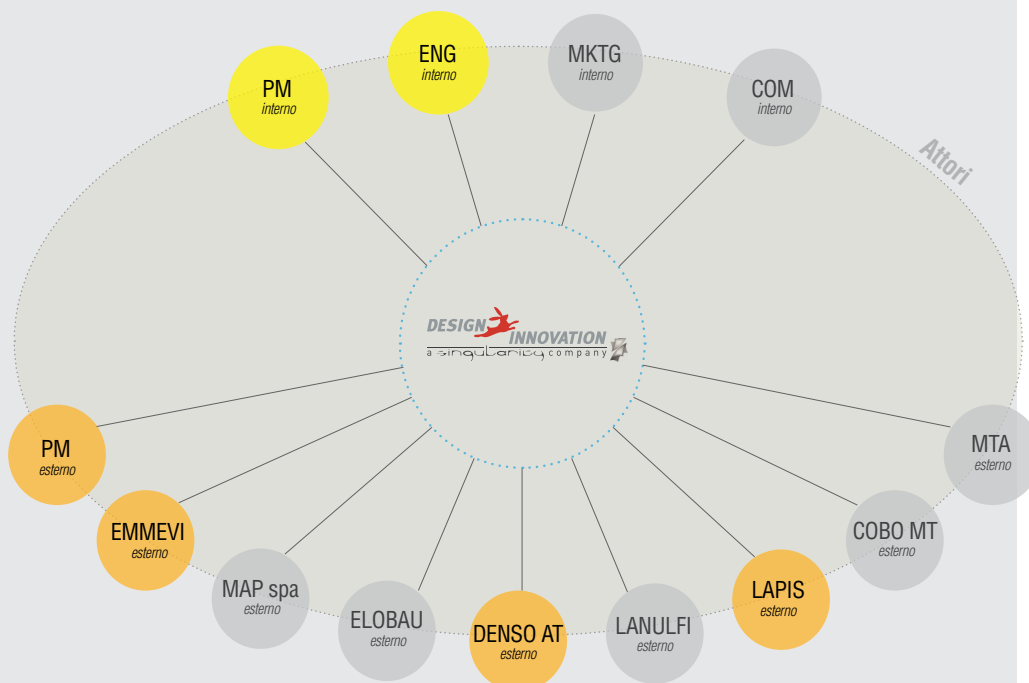 ENG
interno
MKTG
interno
PM
interno
COM
interno
Attori
DESIGN
INNOVATION
a singularity company
PM
esterno
MTA
esterno
EMMEVI
esterno
COBO MT
esterno
MAP spa
esterno
LAPIS
esterno
ELOBAU
esterno
DENSO AT
esterno
LANULFI
esterno